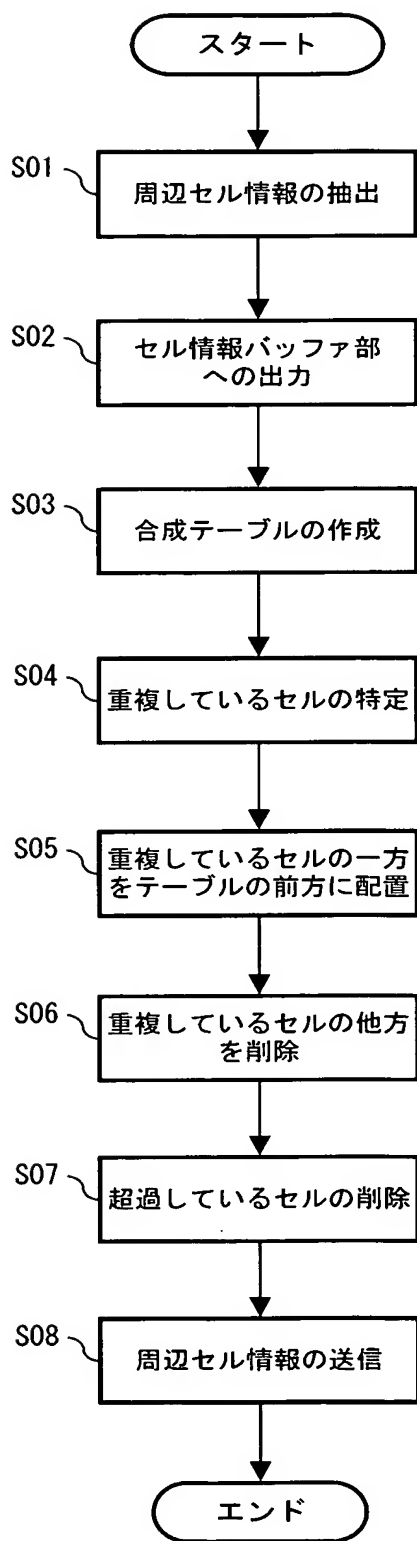 スタート
S01
周辺セル情報の抽出
S02
セル情報バッファ部
への出力
S03
合成テーブルの作成
S04
重複しているセルの特定
S05
重複しているセルの一方
をテーブルの前方に配置
S06
重複しているセルの他方
を削除
S07
超過しているセルの削除
S08
周辺セル情報の送信
エンド